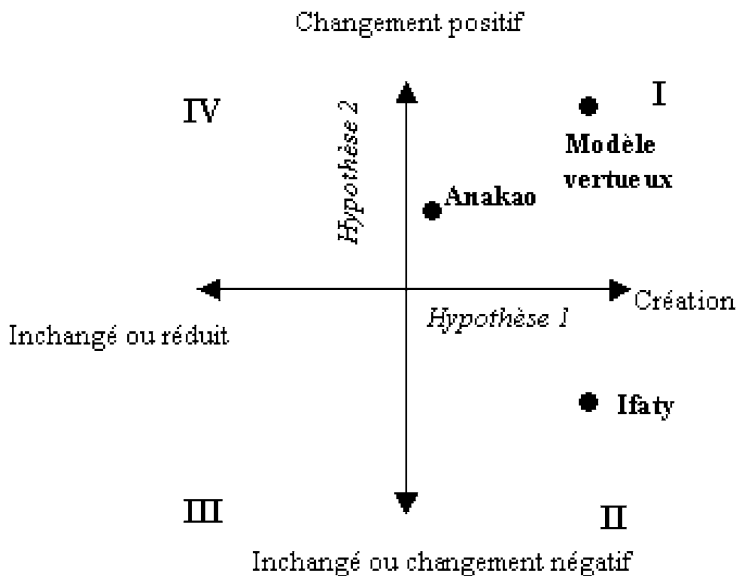 Changement positif
IV
I
Hypothèse 2
Modèle
vertueux
Anakao
Création
Hypothèse 1
Inchangé ou réduit
Ifaty
III
II
Inchangé ou changement négatif